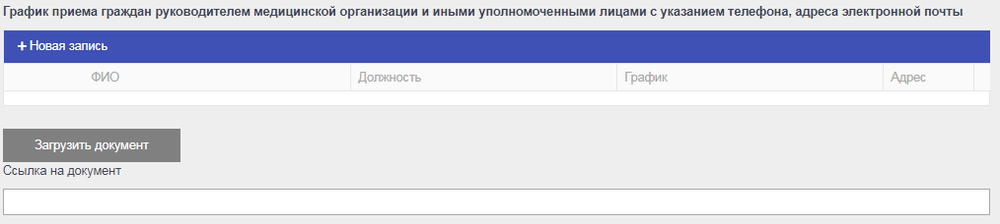 График приема граждан руководителем медицинской организации и иными уполномоченными лицами с указанием телефона, адреса электронной почты
+ Новая запись
ФИО Должность График Адрес
Загрузить документ
Ссылка на документ